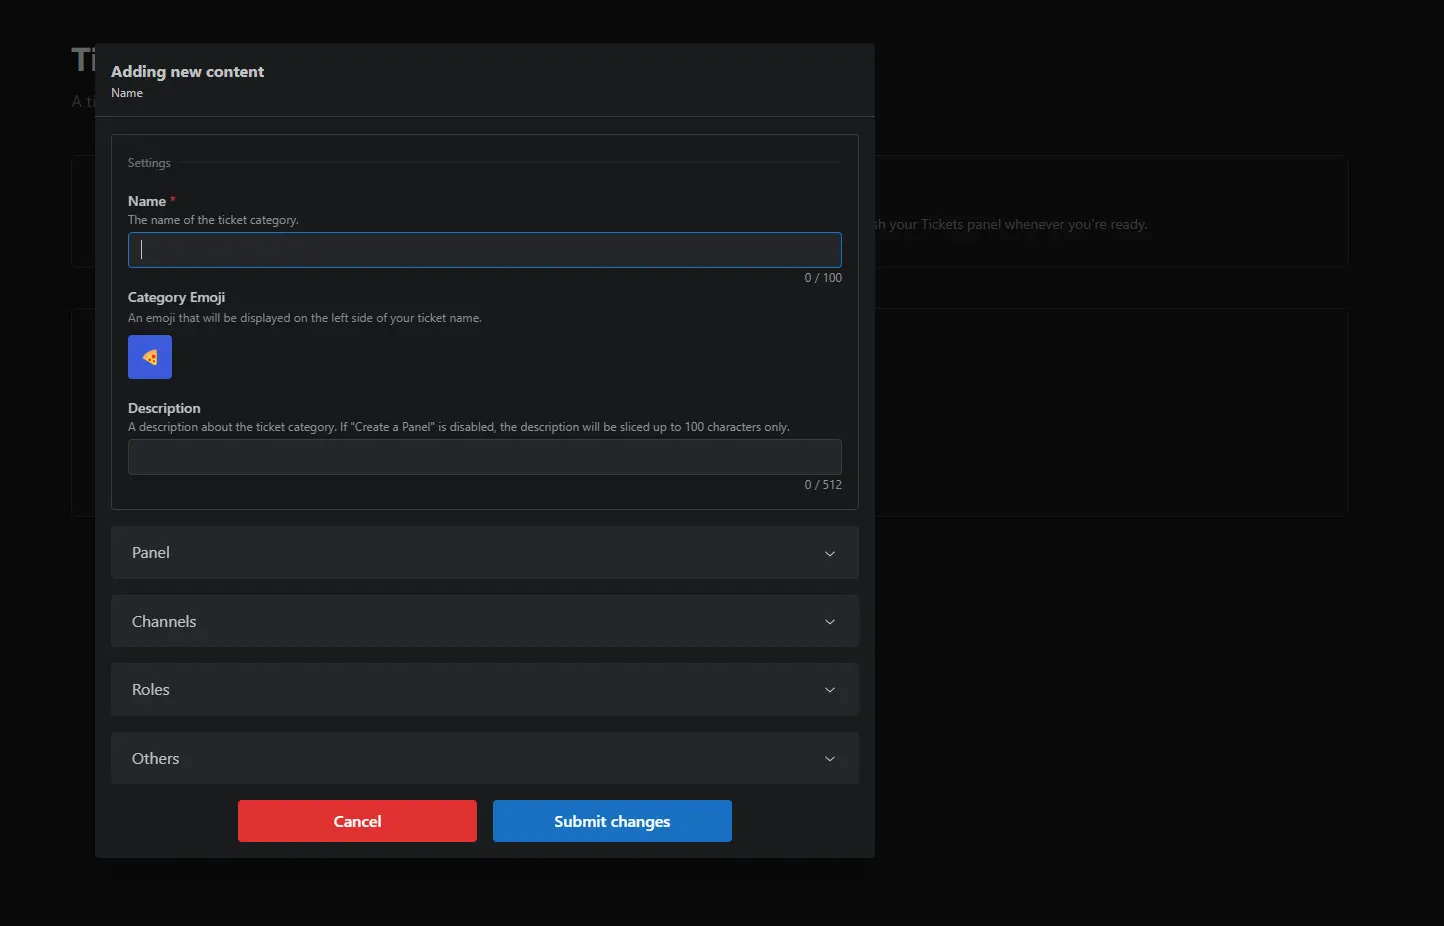 Adding new content
Name
Settings
Name *
The name of the ticket category.
0 / 100
Category Emoji
An emoji that will be displayed on the left side of your ticket name.
Description
A description about the ticket category. If "Create a Panel" is disabled, the description will be sliced up to 100 characters only.
0 / 512
Panel
Channels
Roles
Others
Cancel
Submit changes
A
your Tickets panel whenever you're ready.